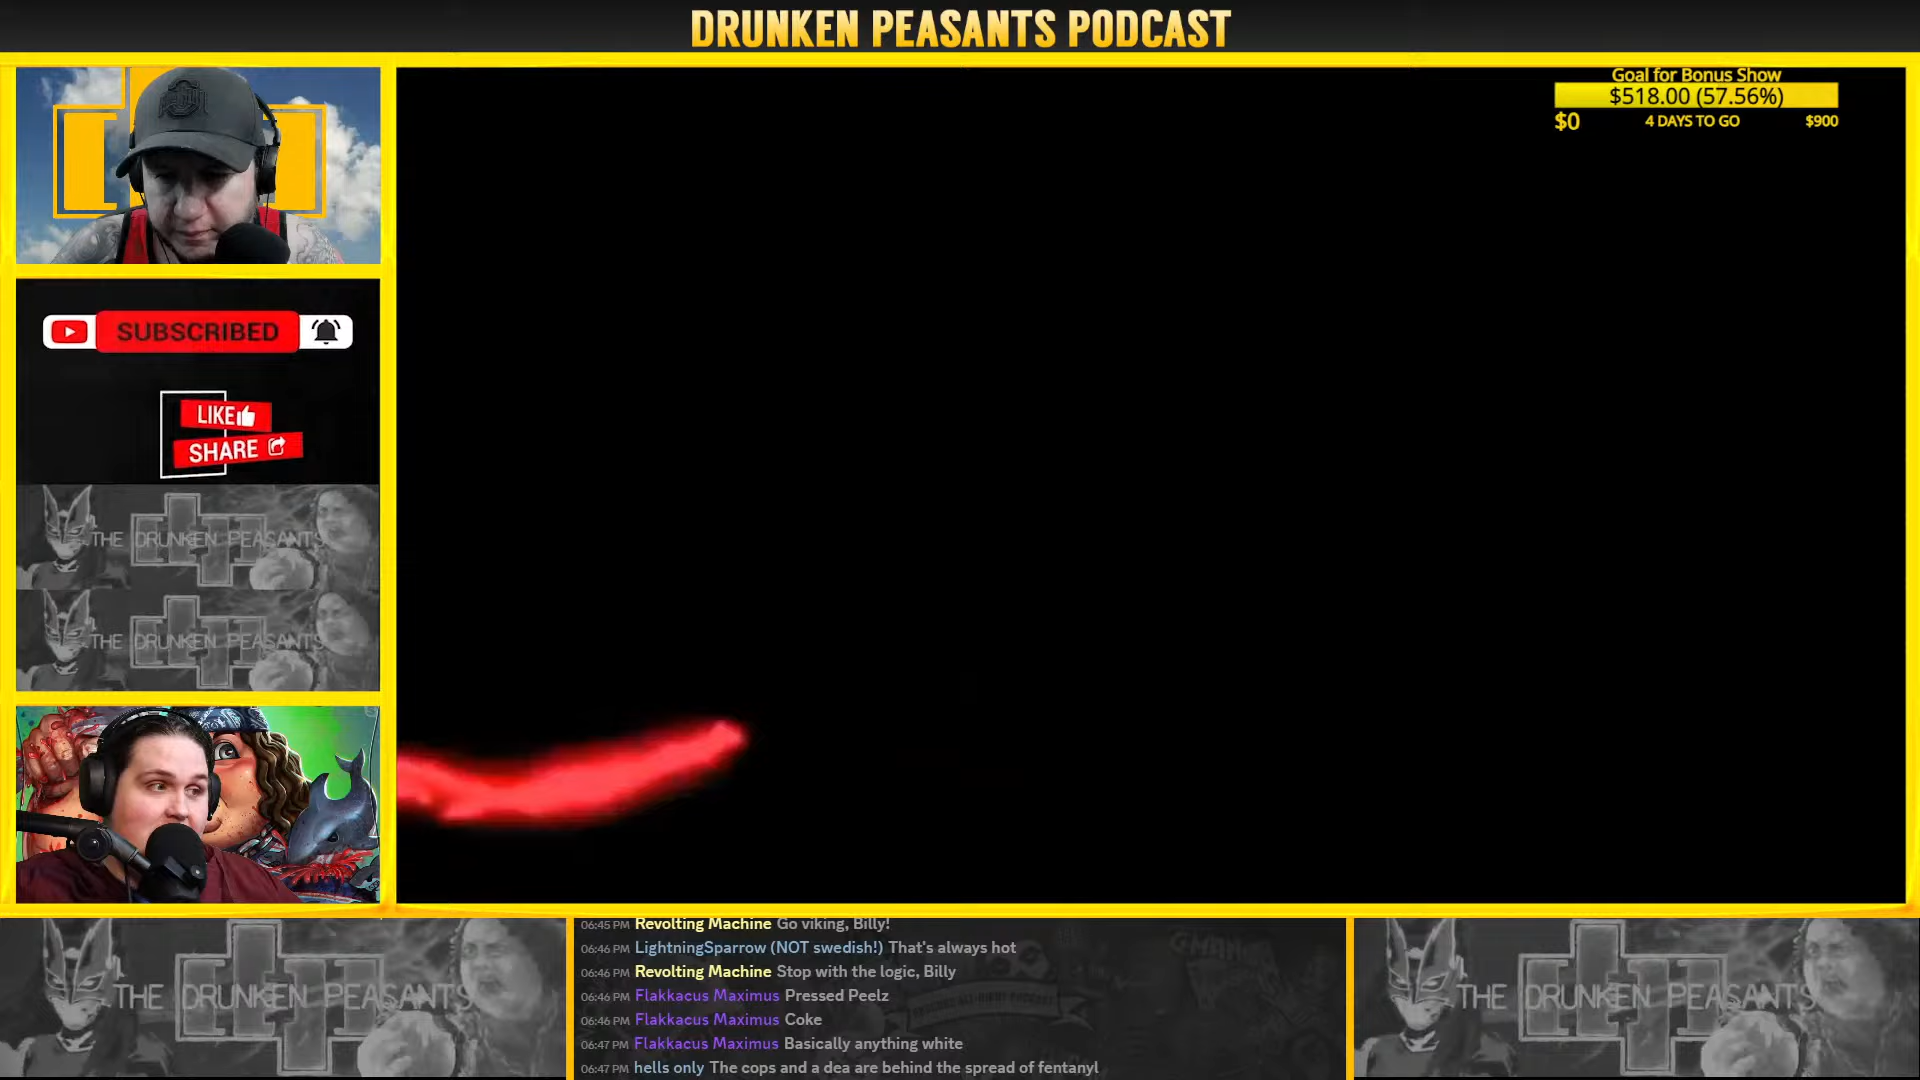 DRUNKEN PEASANTS PODCAST
Goal for Bonus Show
$518.00 (57.56%)
$0 4 DAYS TO GO $900
SUBSCRIBED
LIKE
SHARE
THE DRUNKEN PEASANTS
THE DRUNKEN PEASANTS
06:45 PM Revolting Machine Go viking, Billy!
06:46 PM LightningSparrow (NOT swedish!) That's always hot
06:46 PM Revolting Machine Stop with the logic, Billy
06:46 PM Flakkacus Maximus Pressed Peelz
06:46 PM Flakkacus Maximus Coke
06:47 PM Flakkacus Maximus Basically anything white
06:47 PM hells only The cops and a dea are behind the spread of fentanyl
THE DRUNKEN PEASANTS
THE DRUNKEN PEASANTS